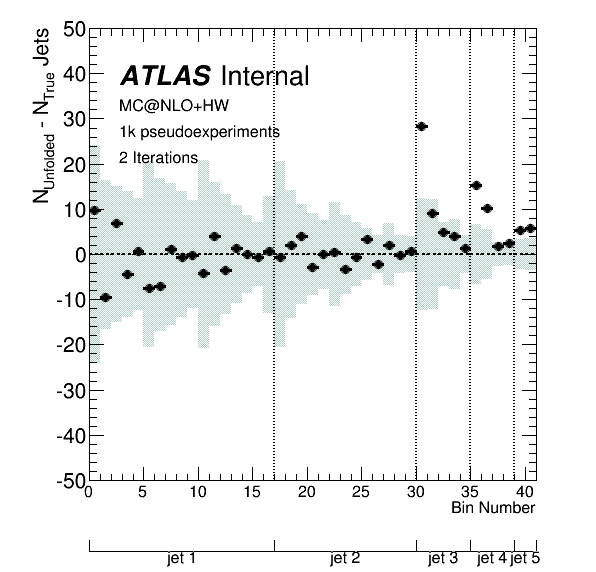 N_Unfolded - N_True Jets
50
40
30
20
10
0
-10
-20
-30
-40
-50
ATLAS Internal
MC@NLO+HW
1k pseudoexperiments
2 Iterations
0 5 10 15 20 25 30 35 40
Bin Number
jet 1 jet 2 jet 3 jet 4 jet 5